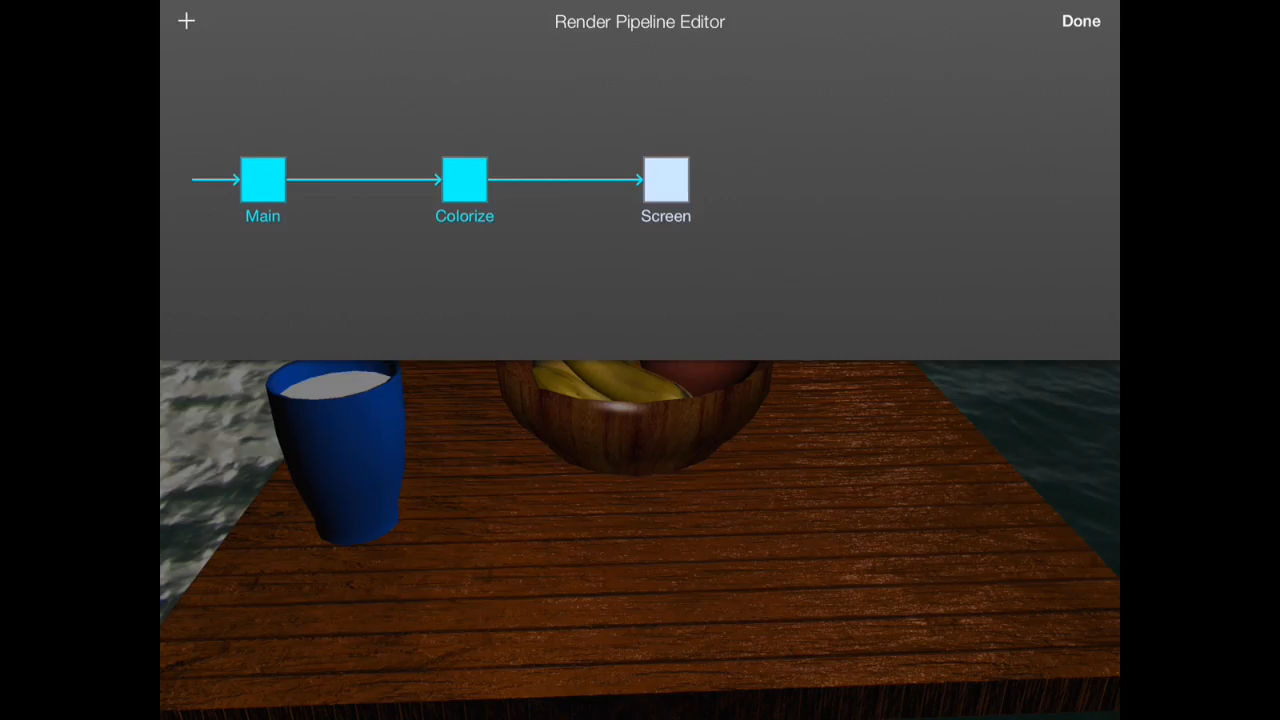 Render Pipeline Editor
Done
Main
Colorize
Screen